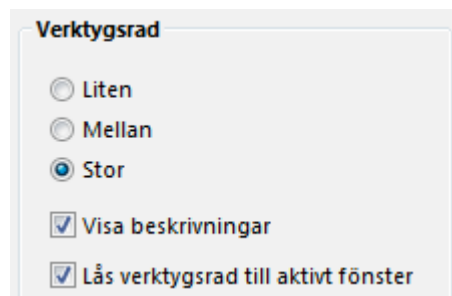 Verktygsrad
Liten
Mellan
Stor
Visa beskrivningar
Lås verktygsrad till aktivt fönster